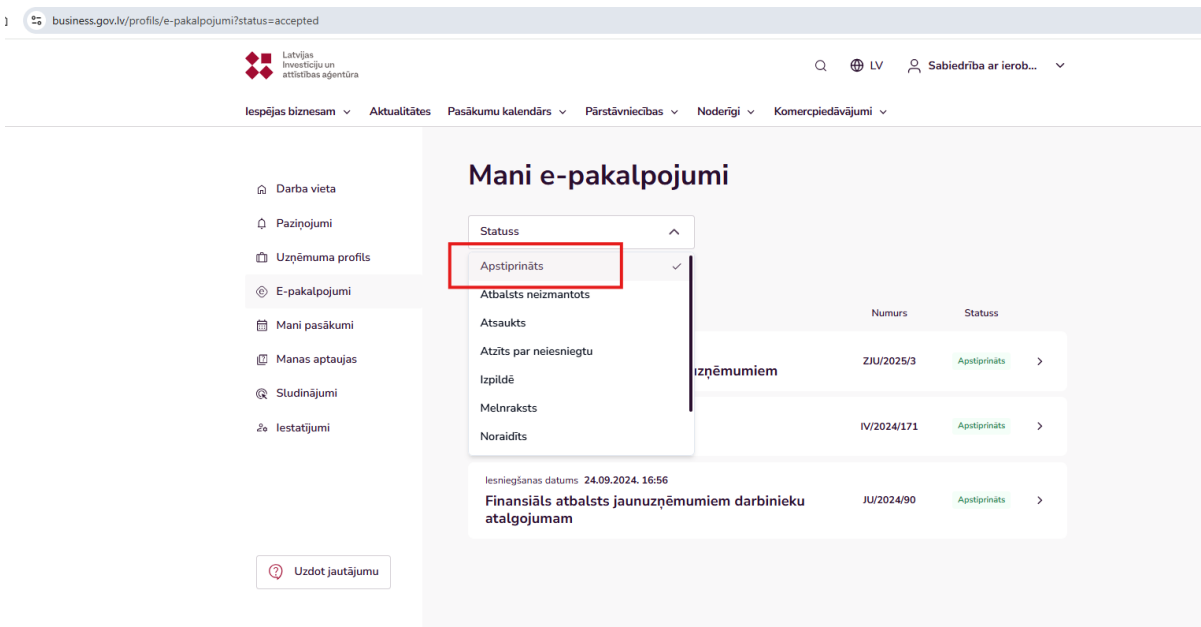 business.gov.lv/profils/e-pakalpojumi?status=accepted
Latvijas
Investīciju un
attīstības aģentūra
LV
Sabiedrība ar ierob...
Iespējas biznesam
Aktualitātes
Pasākumu kalendārs
Pārstāvniecības
Noderīgi
Komercpiedāvājumi
Darba vieta
Paziņojumi
Uzņēmuma profils
E-pakalpojumi
Mani pasākumi
Manas aptaujas
Sludinājumi
Iestatījumi
Uzdot jautājumu
Mani e-pakalpojumi
Statuss
Apstiprināts
Atbalsts neizmantots
Atsaukts
Atzīts par neiesniegtu
Izpildē
Melnraksts
Noraidīts
Numurs Statuss
ZJU/2025/3 Apstiprināts
IV/2024/171 Apstiprināts
Iesniegšanas datums 24.09.2024. 16:56
Finansiāls atbalsts jaunuzņēmumiem darbinieku
atalgojumam
JU/2024/90 Apstiprināts